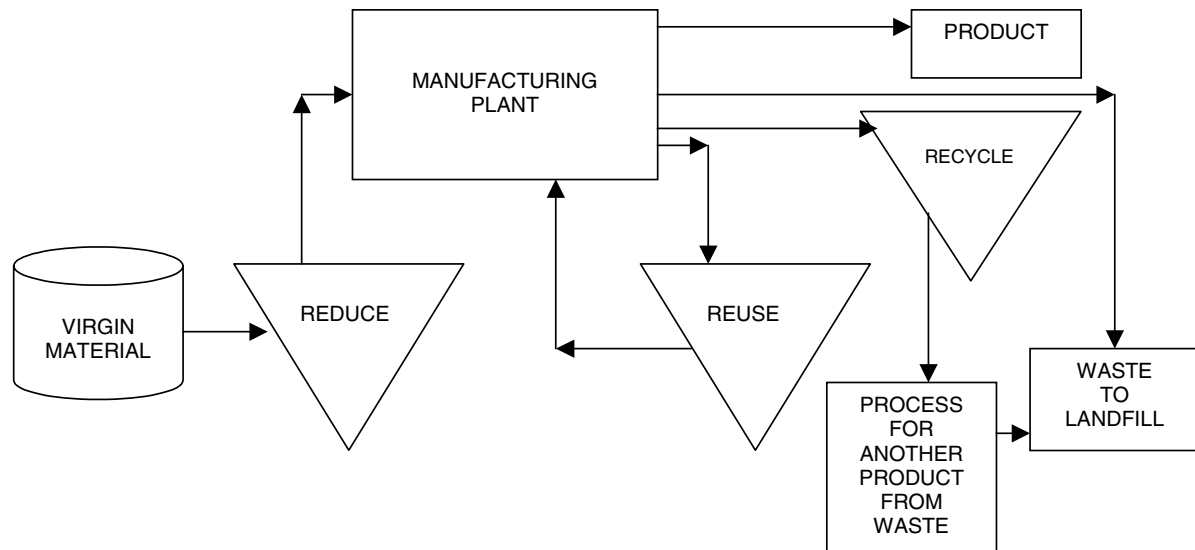 PRODUCT
MANUFACTURING
PLANT
RECYCLE
REDUCE
REUSE
VIRGIN
MATERIAL
WASTE
TO
LANDFILL
PROCESS
FOR
ANOTHER
PRODUCT
FROM
WASTE